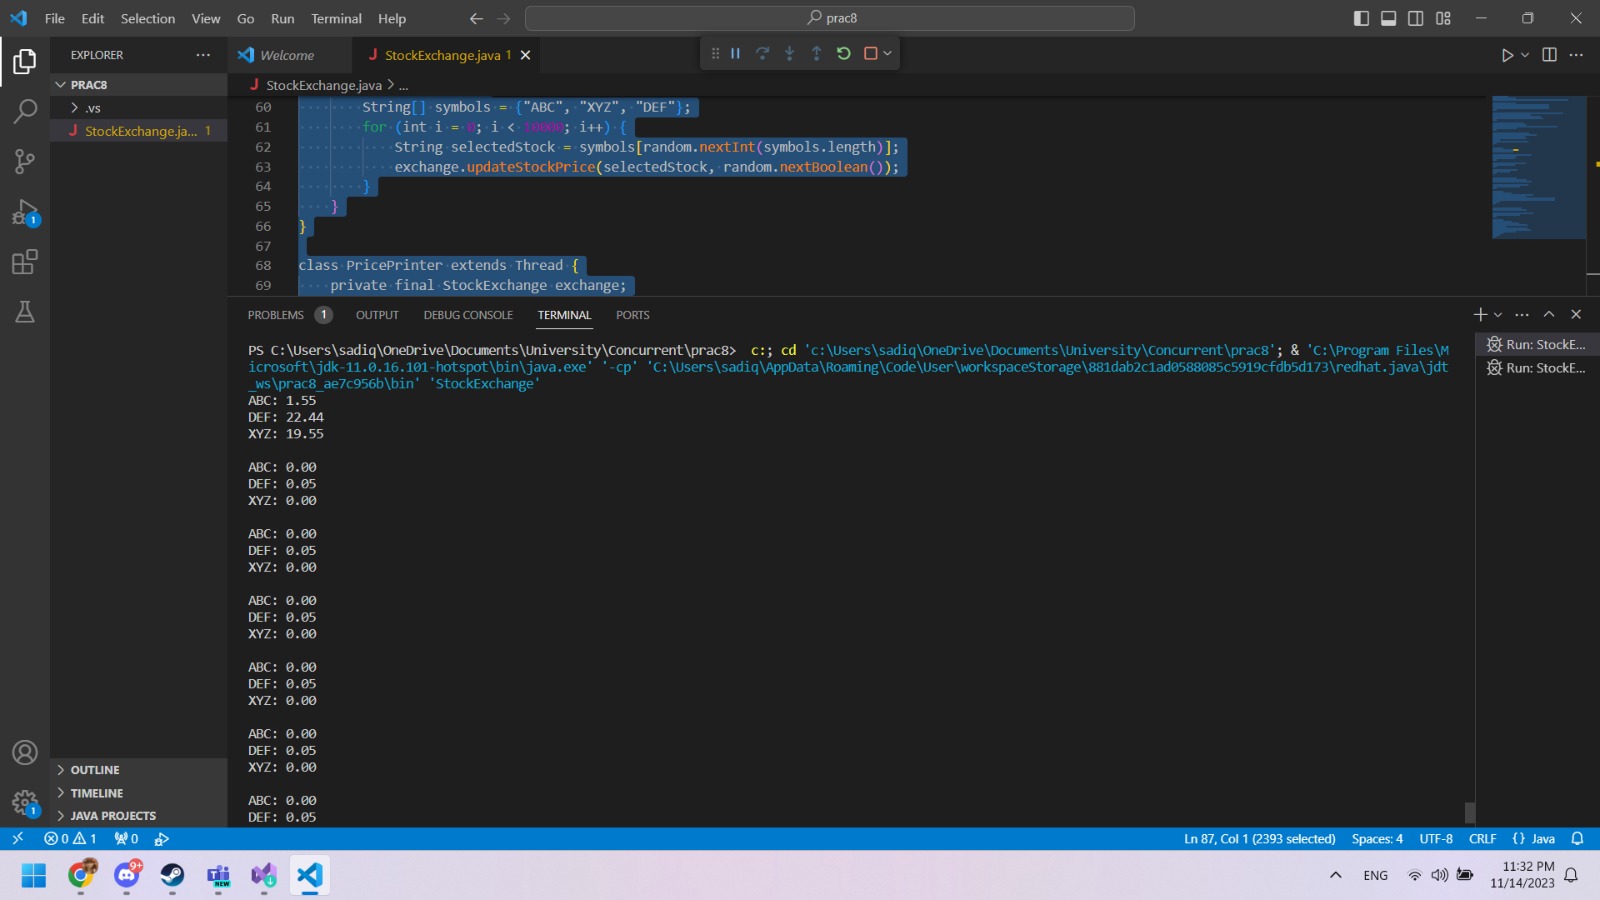 File Edit Selection View Go Run Terminal Help
prac8
EXPLORER
Welcome
StockExchange.java 1
PRAC8
StockExchange.java > ...
.vs
StockExchange.ja... 1
60 String[] symbols = {"ABC", "XYZ", "DEF"};
61 for (int i = 0; i < 10000; i++) {
62 String selectedStock = symbols[random.nextInt(symbols.length)];
63 exchange.updateStockPrice(selectedStock, random.nextBoolean());
64 }
65 }
66 }
67
68 class PricePrinter extends Thread {
69 private final StockExchange exchange;
PROBLEMS 1 OUTPUT DEBUG CONSOLE TERMINAL PORTS
PS C:\Users\sadiq\OneDrive\Documents\University\Concurrent\prac8> c:; cd 'c:\Users\sadiq\OneDrive\Documents\University\Concurrent\prac8'; & 'C:\Program Files\M
icrosoft\jdk-11.0.16.101-hotspot\bin\java.exe' '-cp' 'C:\Users\sadiq\AppData\Roaming\Code\User\workspaceStorage\881dab2c1ad0588085c5919cfdb5d173\redhat.java\jdt
_ws\prac8_ae7c956b\bin' 'StockExchange'
ABC: 1.55
DEF: 22.44
XYZ: 19.55
ABC: 0.00
DEF: 0.05
XYZ: 0.00
ABC: 0.00
DEF: 0.05
XYZ: 0.00
ABC: 0.00
DEF: 0.05
XYZ: 0.00
ABC: 0.00
DEF: 0.05
XYZ: 0.00
ABC: 0.00
DEF: 0.05
XYZ: 0.00
ABC: 0.00
DEF: 0.05
Run: StockE...
Run: StockE...
1
OUTLINE
TIMELINE
JAVA PROJECTS
1
0 1 0
Ln 87, Col 1 (2393 selected) Spaces: 4 UTF-8 CRLF {} Java
9+
NEW
ENG
11:32 PM
11/14/2023